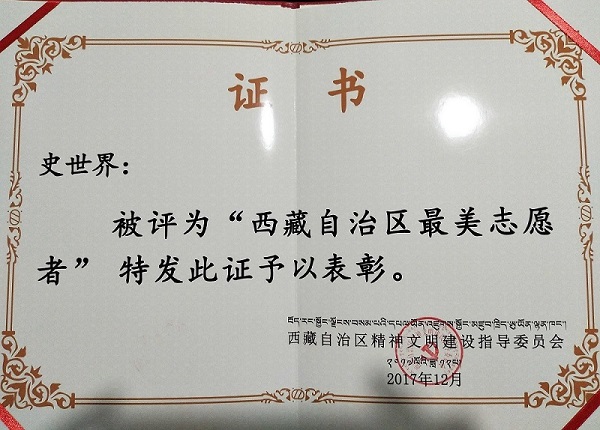 证 书
史世界：
被评为“西藏自治区最美志愿
者”特发此证予以表彰。
西藏自治区精神文明建设指导委员会
2017年12月